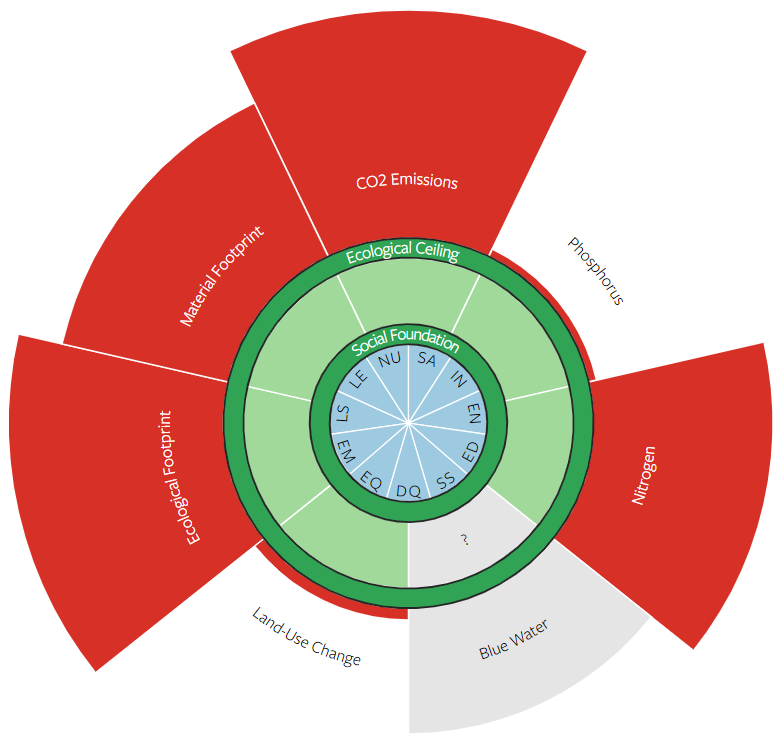 CO2 Emissions
Phosphorus
Material Footprint
Ecological Ceiling
Social Foundation
NU
SA
IN
EN
ED
SS
DQ
EQ
EM
LS
LE
Nitrogen
Ecological Footprint
?
Blue Water
Land-Use Change